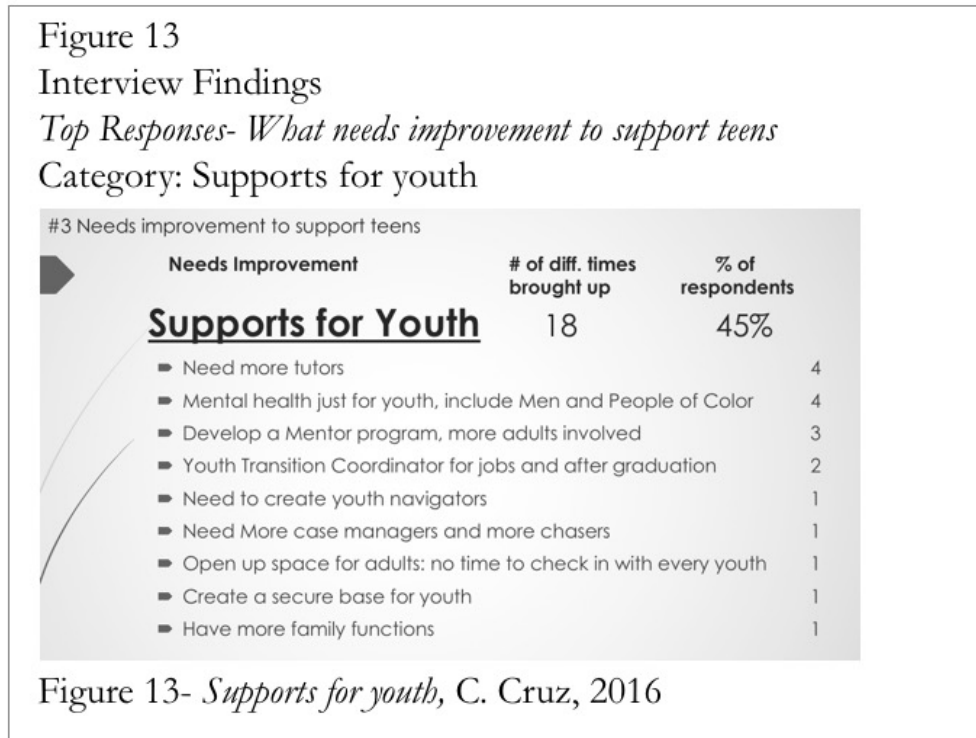 Figure 13
Interview Findings
Top Responses- What needs improvement to support teens
Category: Supports for youth
#3 Needs improvement to support teens
Needs Improvement # of diff. times brought up % of respondents
Supports for Youth 18 45%
Need more tutors 4
Mental health just for youth, include Men and People of Color 4
Develop a Mentor program, more adults involved 3
Youth Transition Coordinator for jobs and after graduation 2
Need to create youth navigators 1
Need More case managers and more chasers 1
Open up space for adults: no time to check in with every youth 1
Create a secure base for youth 1
Have more family functions 1
Figure 13- Supports for youth, C. Cruz, 2016